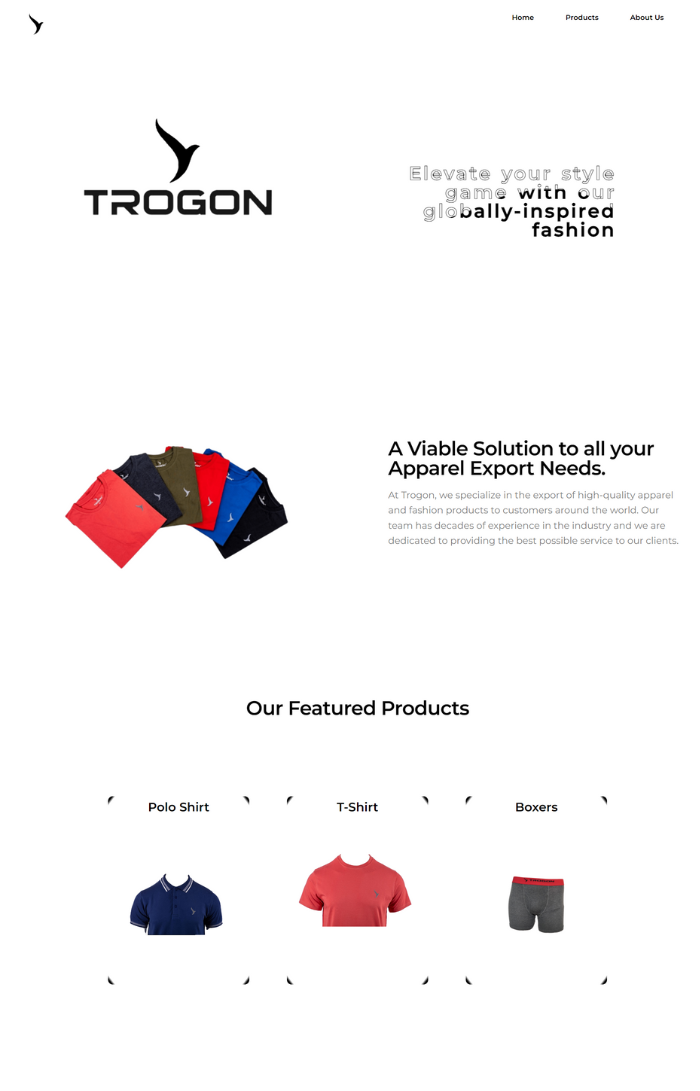 Home Products About Us
TROGON
Elevate your style
game with our
globally-inspired
fashion
A Viable Solution to all your
Apparel Export Needs.
At Trogon, we specialize in the export of high-quality apparel
and fashion products to customers around the world. Our
team has decades of experience in the industry and we are
dedicated to providing the best possible service to our clients.
Our Featured Products
Polo Shirt
T-Shirt
Boxers